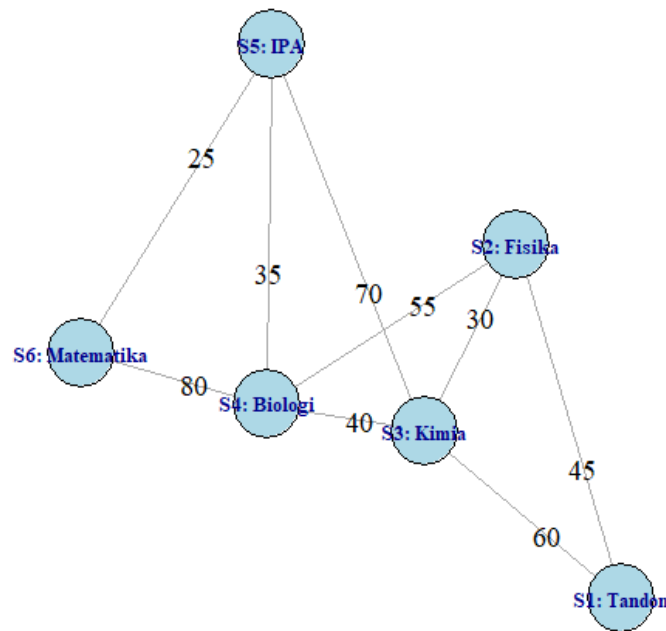 S5: IPA
25
S2: Fisika
35
70
55
30
S6: Matematika
80
S4: Biologi
40
S3: Kimia
45
60
S1: Tandon